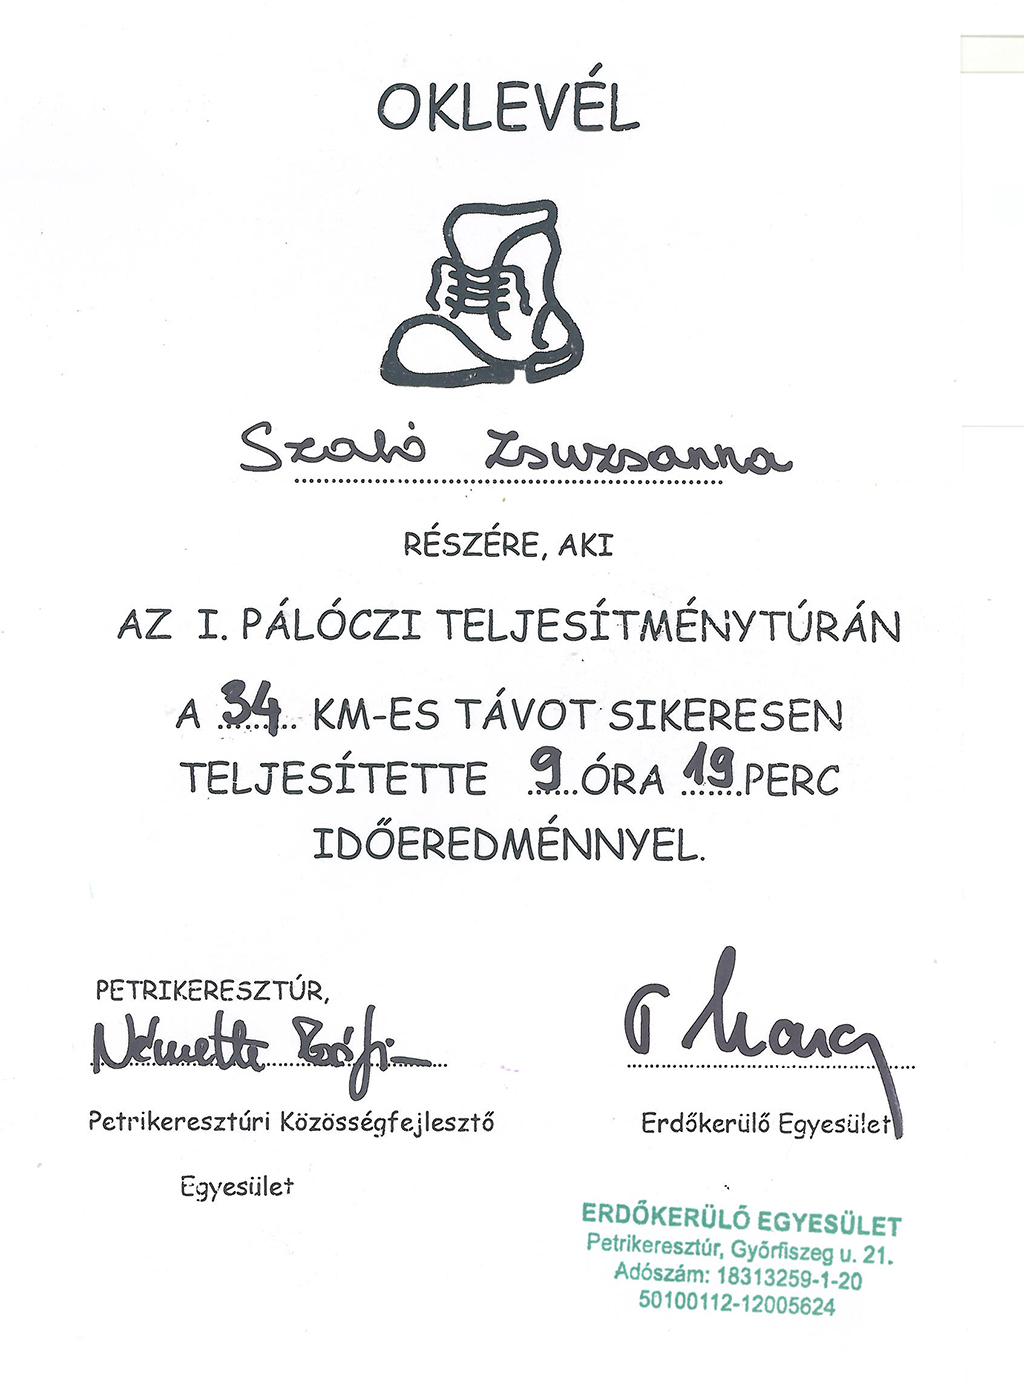 OKLEVÉL
Szabó Zsuzsanna
RÉSZÉRE, AKI
AZ I. PÁLÓCZI TELJESÍTMÉNYTÚRÁN
A 34 KM-ES TÁVOT SIKERESEN
TELJESÍTETTE 9 ÓRA 19 PERC
IDŐEREDMÉNNYEL.
PETRIKERESZTÚR,
Petrikeresztúri Közösségfejlesztő
Egyesület
Erdőkerülő Egyesület
ERDŐKERÜLŐ EGYESÜLET
Petrikeresztúr, Győrfiszeg u. 21.
Adószám: 18313259-1-20
50100112-12005624